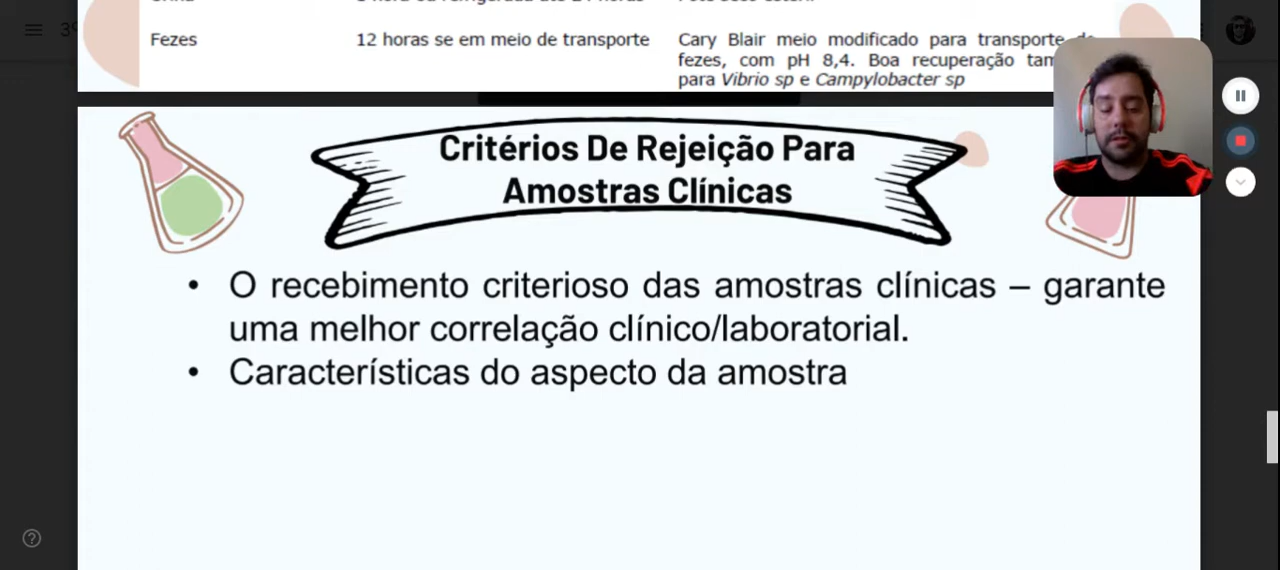 3º
Fezes 12 horas se em meio de transporte Cary Blair meio modificado para transporte de
fezes, com pH 8,4. Boa recuperação
para Vibrio sp e Campylobacter sp
Critérios De Rejeição Para
Amostras Clínicas
• O recebimento criterioso das amostras clínicas – garante
uma melhor correlação clínico/laboratorial.
• Características do aspecto da amostra